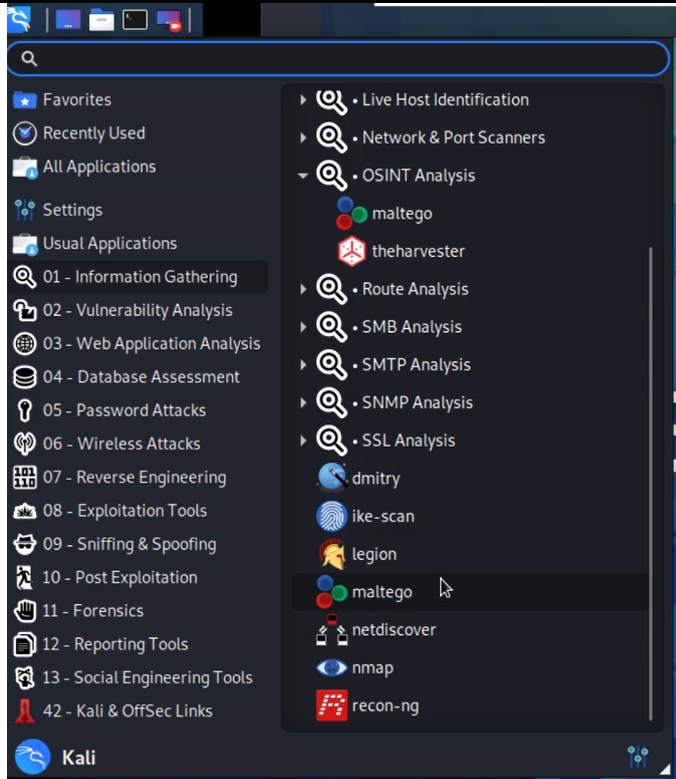 Favorites
Recently Used
All Applications
Settings
Usual Applications
01 - Information Gathering
02 - Vulnerability Analysis
03 - Web Application Analysis
04 - Database Assessment
05 - Password Attacks
06 - Wireless Attacks
07 - Reverse Engineering
08 - Exploitation Tools
09 - Sniffing & Spoofing
10 - Post Exploitation
11 - Forensics
12 - Reporting Tools
13 - Social Engineering Tools
42 - Kali & OffSec Links
• Live Host Identification
• Network & Port Scanners
• OSINT Analysis
maltego
theharvester
• Route Analysis
• SMB Analysis
• SMTP Analysis
• SNMP Analysis
• SSL Analysis
dmitry
ike-scan
legion
maltego
netdiscover
nmap
recon-ng
Kali